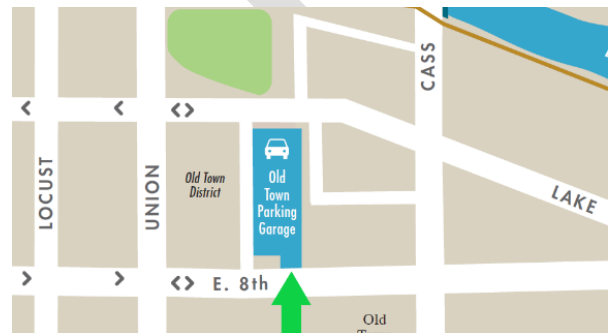 CASS
LOCUST
UNION
Old Town
District
Old
Town
Parking
Garage
LAKE
E. 8th
Old